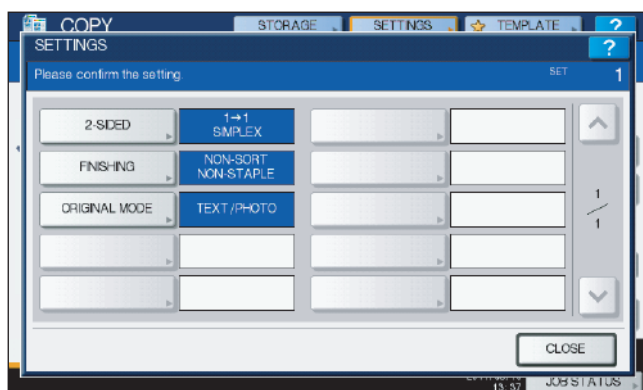 COPY
STORAGE
SETTINGS
TEMPLATE
?
SETTINGS
?
Please confirm the setting.
SET 1
2-SIDED
1→1
SIMPLEX
FINISHING
NON-SORT
NON-STAPLE
ORIGINAL MODE
TEXT/PHOTO
1
1
CLOSE
13:37
JOB STATUS